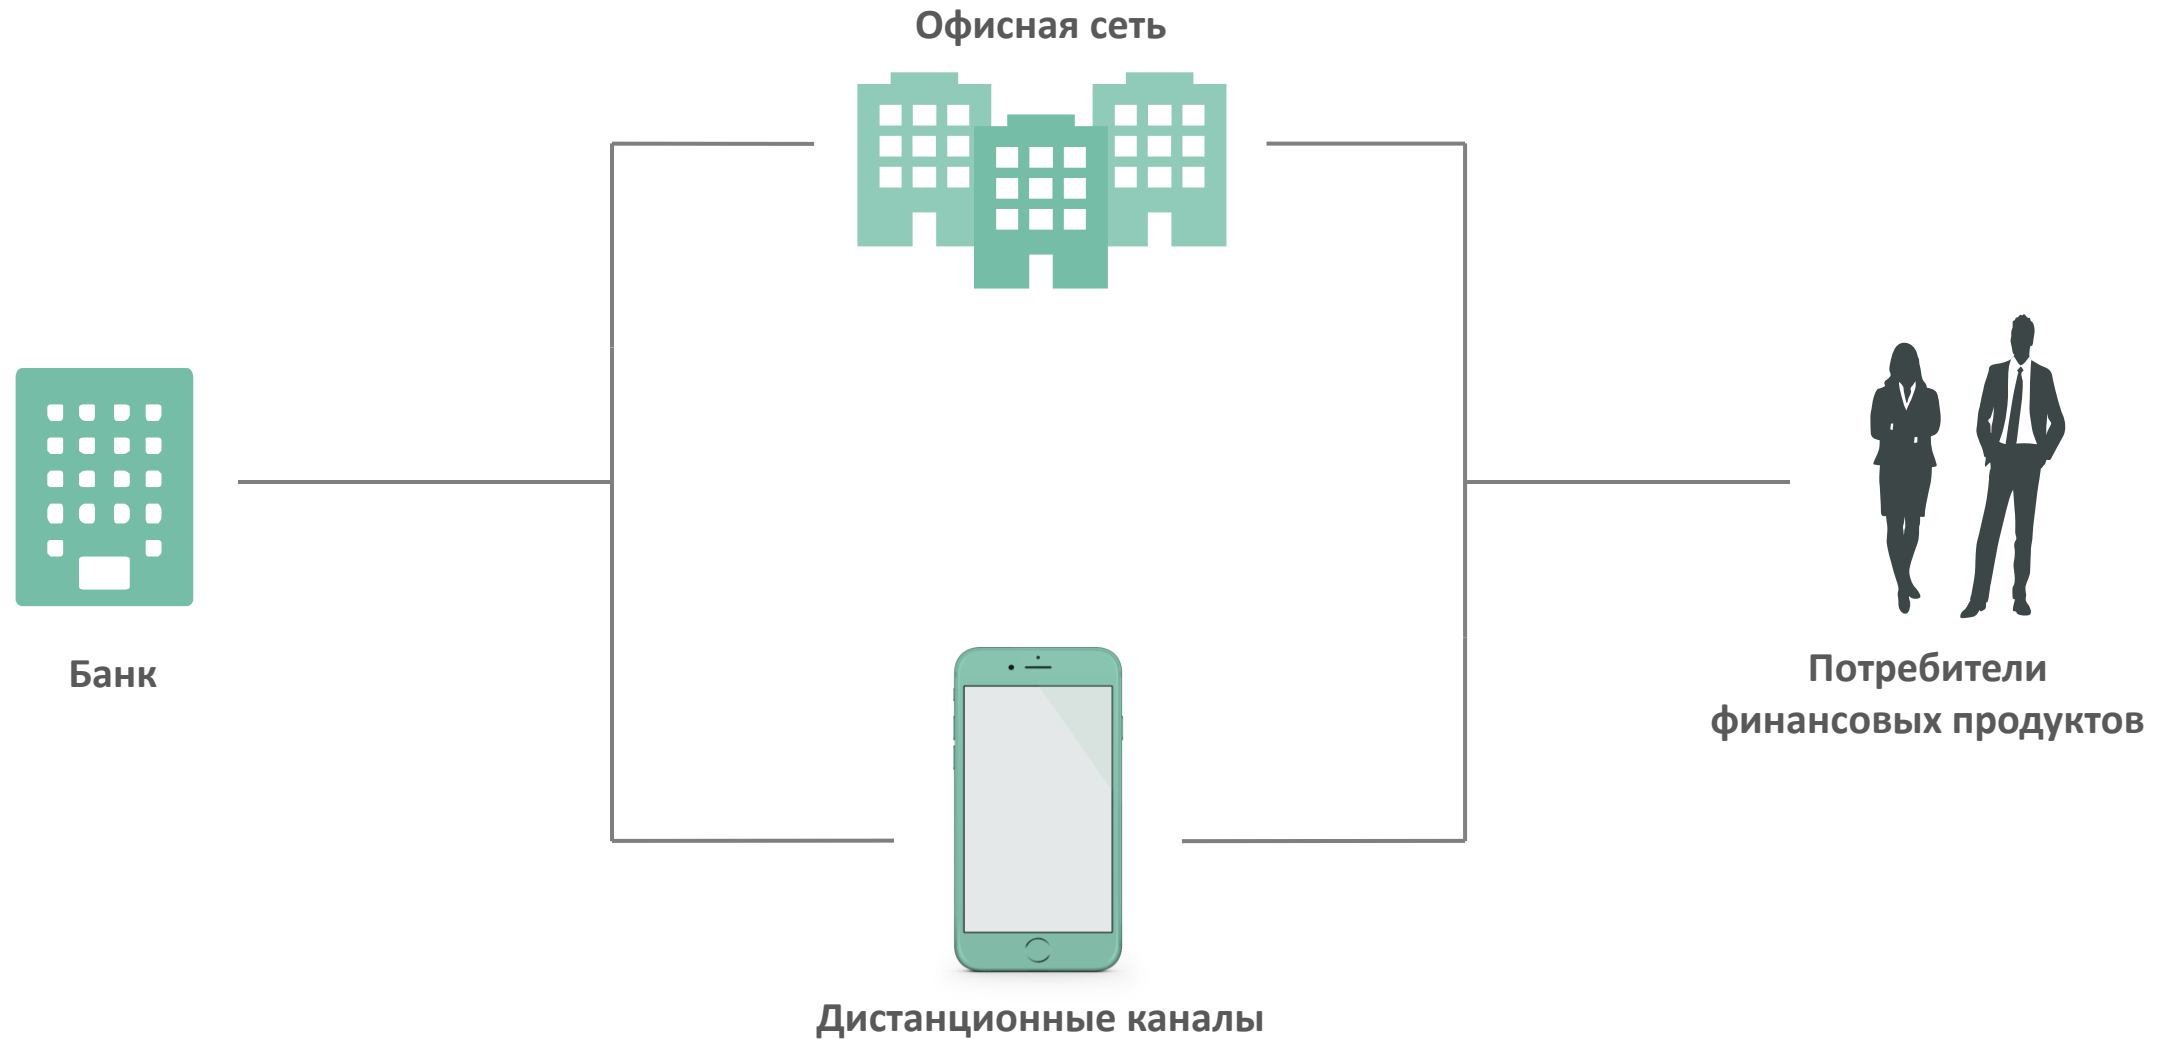 Офисная сеть
Банк
Потребители
финансовых продуктов
Дистанционные каналы